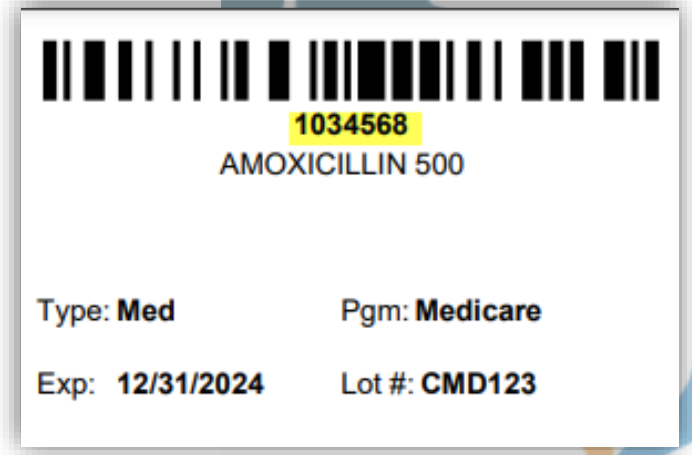 1034568
AMOXICILLIN 500
Type: Med Pgm: Medicare
Exp: 12/31/2024 Lot #: CMD123